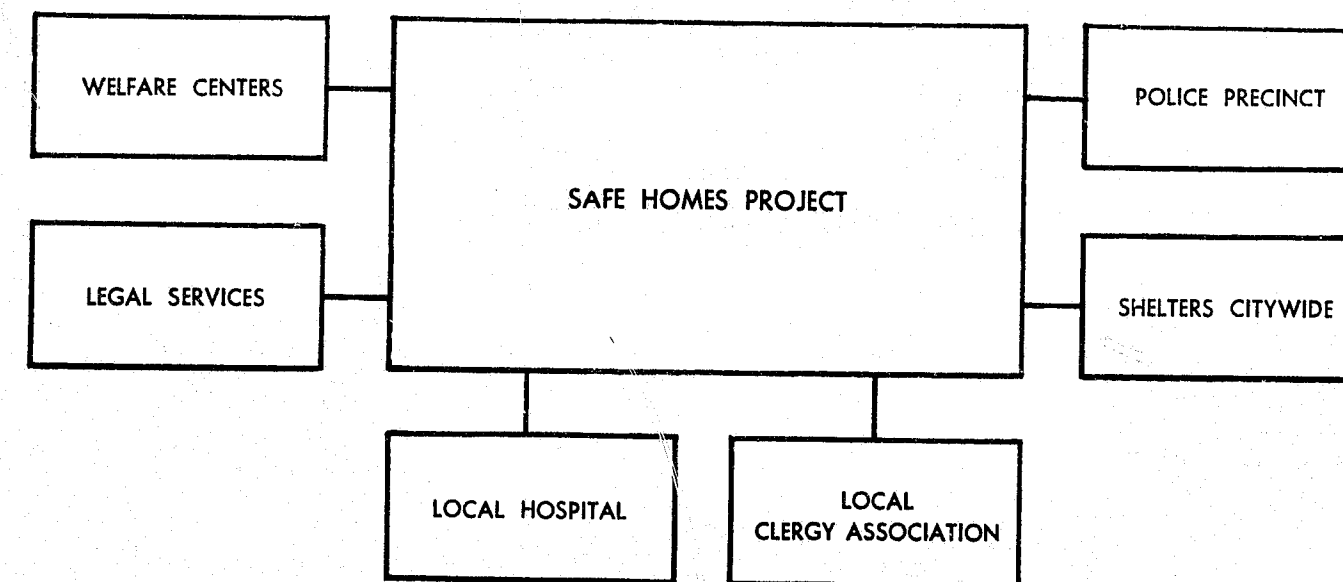 WELFARE CENTERS
POLICE PRECINCT
SAFE HOMES PROJECT
LEGAL SERVICES
SHELTERS CITYWIDE
LOCAL HOSPITAL
LOCAL
CLERGY ASSOCIATION